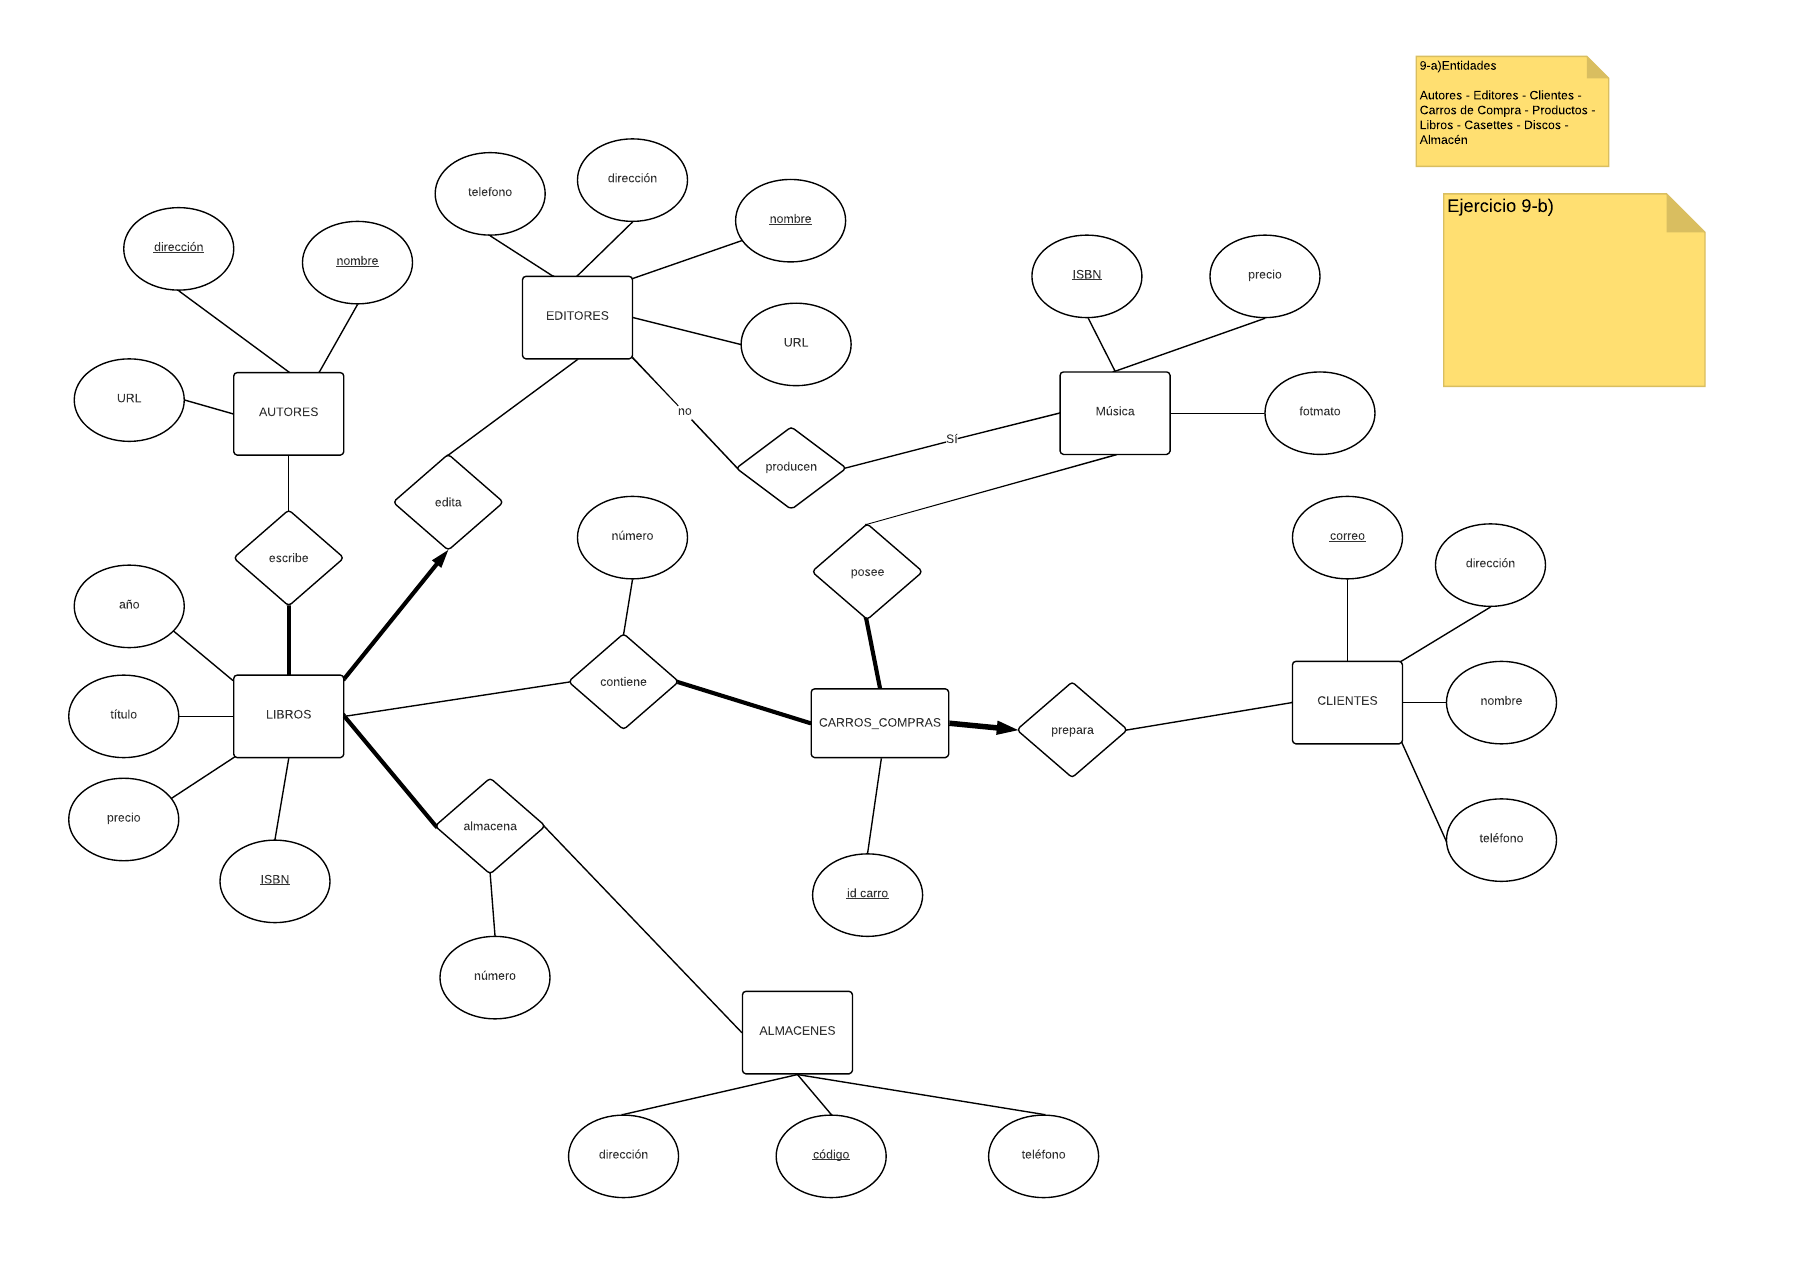 9-a)Entidades
Autores - Editores - Clientes -
Carros de Compra - Productos -
Libros - Casettes - Discos -
Almacén
Ejercicio 9-b)
telefono
dirección
nombre
dirección
nombre
ISBN
precio
EDITORES
URL
URL
AUTORES
no
Sí
Música
fotmato
producen
edita
escribe
número
posee
correo
dirección
año
contiene
título
LIBROS
CARROS_COMPRAS
prepara
CLIENTES
nombre
precio
almacena
teléfono
ISBN
id carro
número
ALMACENES
dirección
código
teléfono